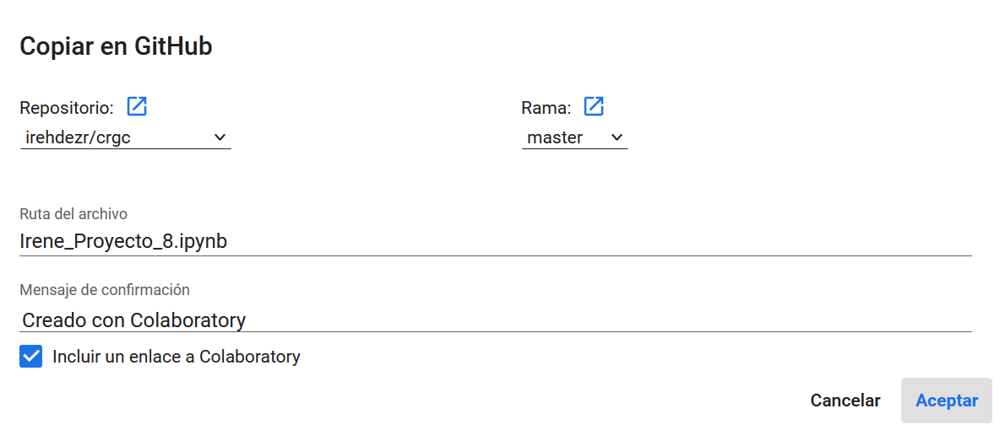 Copiar en GitHub
Repositorio: Rama:
irehdezr/crgc master
Ruta del archivo
Irene_Proyecto_8.ipynb
Mensaje de confirmación
Creado con Colaboratory
Incluir un enlace a Colaboratory
Cancelar Aceptar